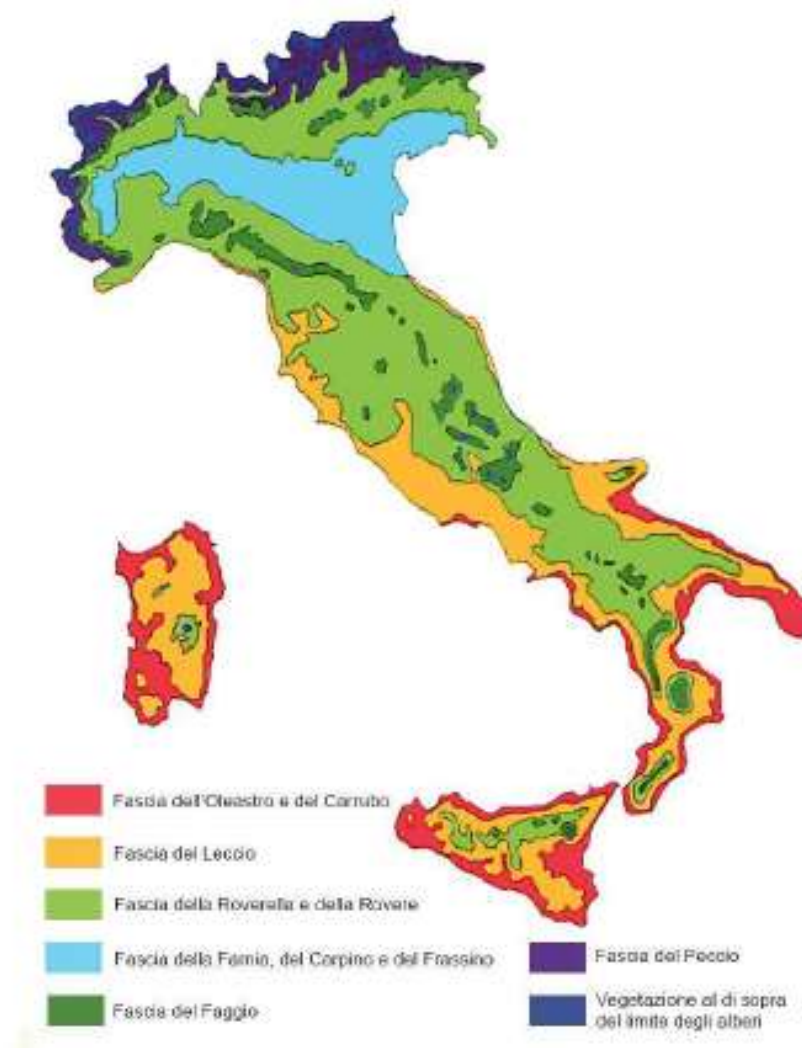 Fascia dell'Oleastro e del Carrubo
Fascia del Leccio
Fascia della Roverella e della Rovere
Fascia della Farnia, del Carpino e del Frassino
Fascia del Faggio
Fascia del Peccio
Vegetazione al di sopra
del limite degli alberi